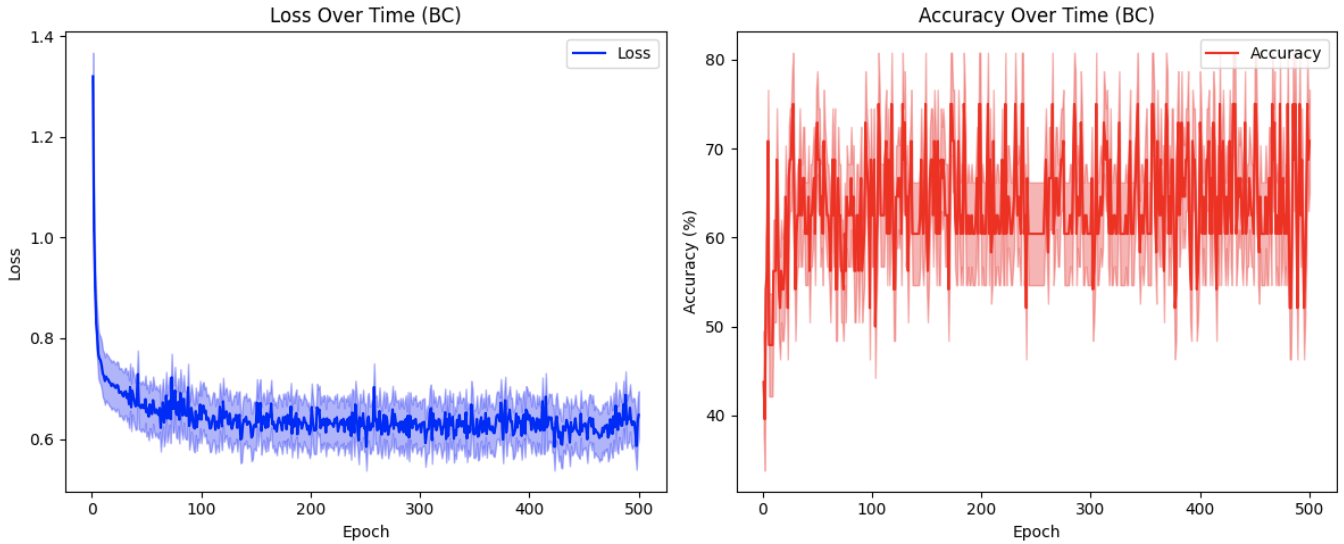 Loss Over Time (BC)
Loss
1.4
1.2
1.0
0.8
0.6
Loss
0
100
200
300
400
500
Epoch
Accuracy Over Time (BC)
Accuracy
80
70
60
50
40
Accuracy (%)
0
100
200
300
400
500
Epoch